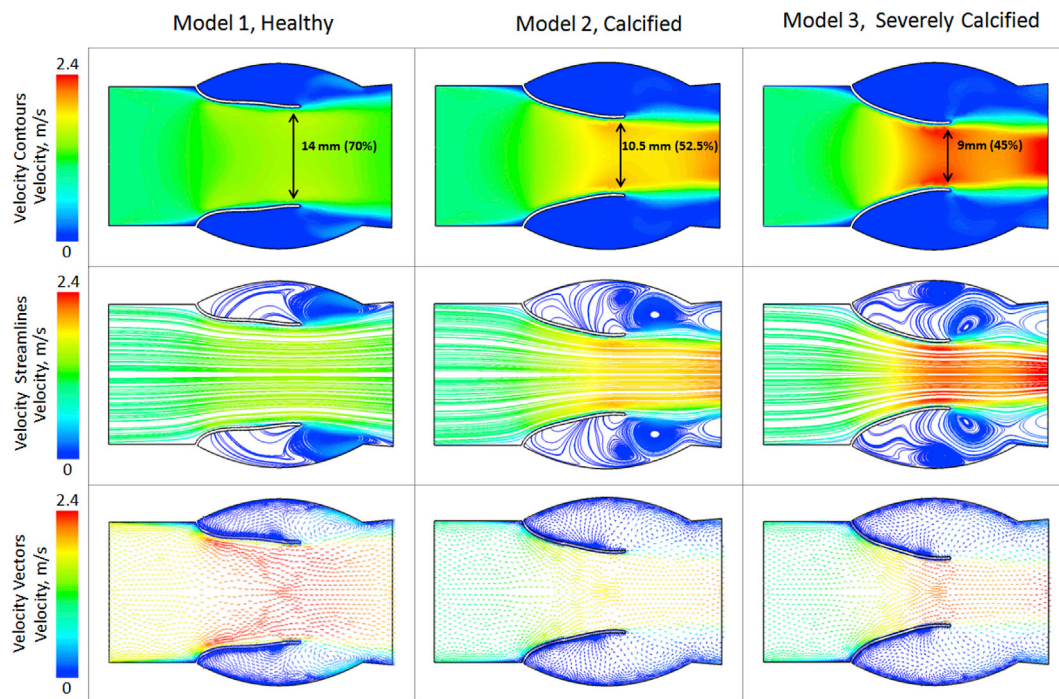 Model 1, Healthy
Model 2, Calcified
Model 3, Severely Calcified
Velocity Contours
Velocity, m/s
2.4
0
14 mm (70%)
10.5 mm (52.5%)
9mm (45%)
Velocity Streamlines
Velocity, m/s
2.4
0
Velocity Vectors
Velocity, m/s
2.4
0